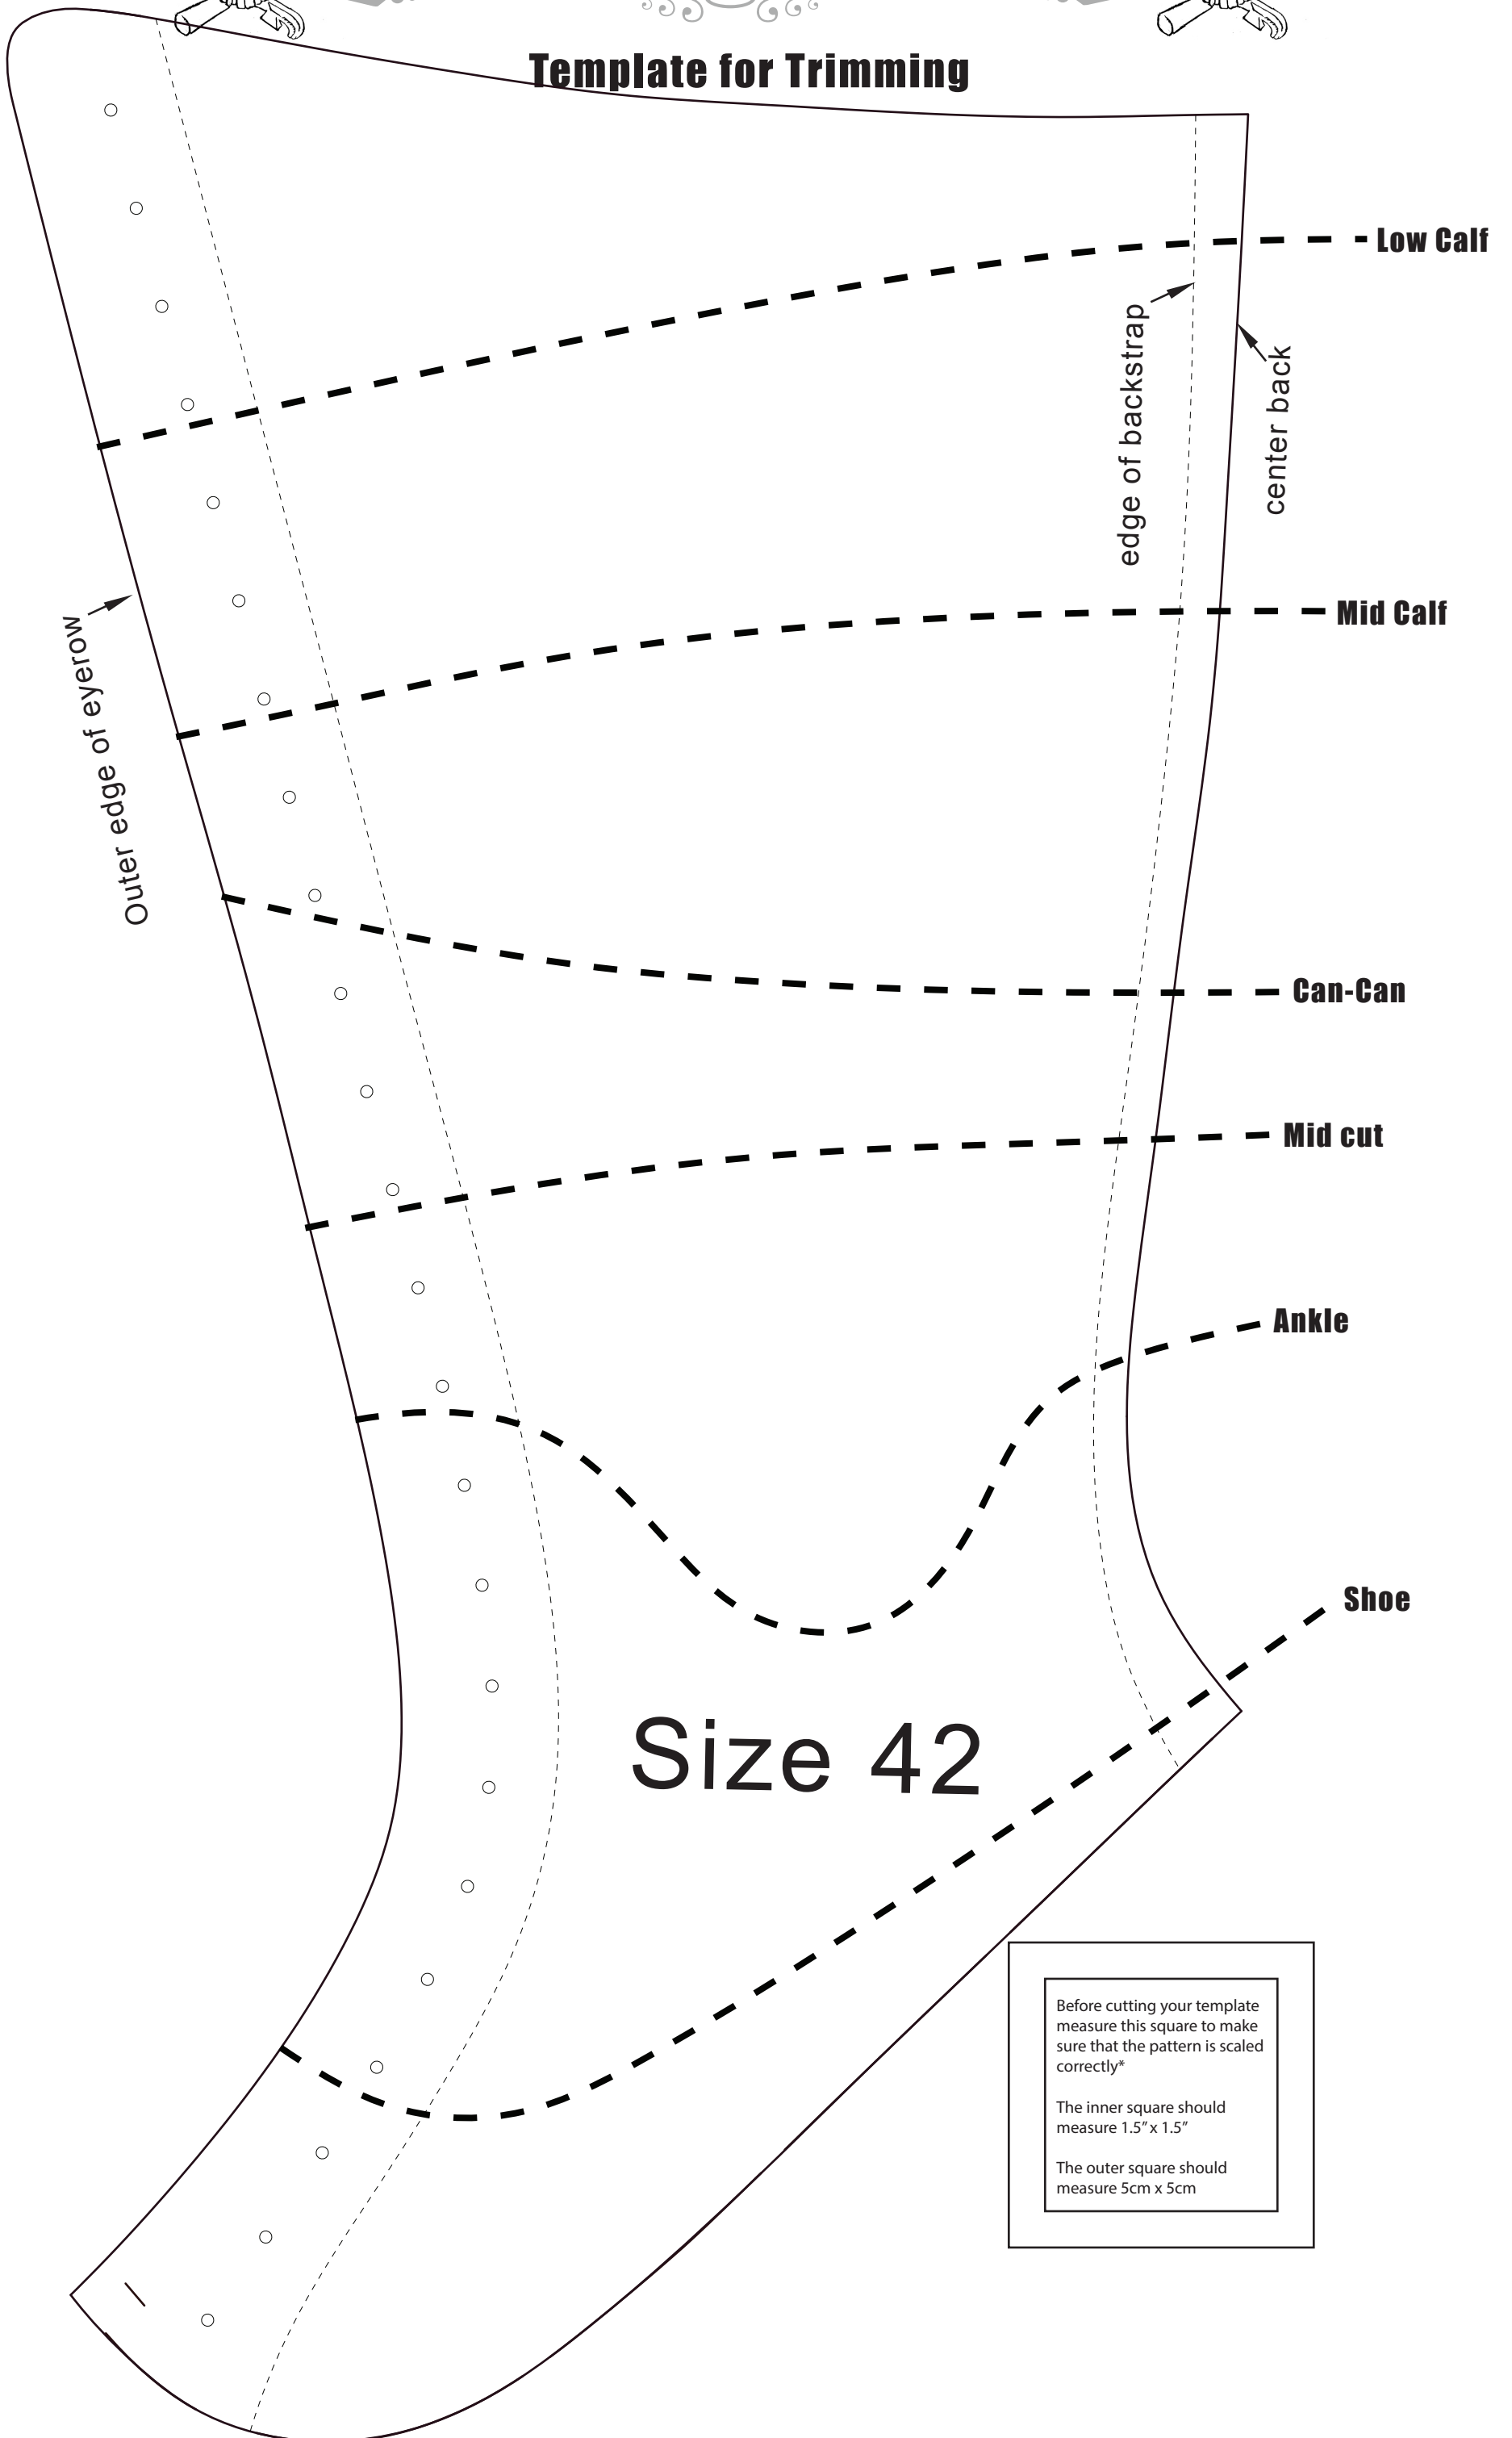 Template for Trimming
Low Calf
edge of backstrap
center back
Mid Calf
Outer edge of eyerow
Can-Can
Mid cut
Ankle
Shoe
Size 42
Before cutting your template
measure this square to make
sure that the pattern is scaled
correctly*
The inner square should
measure 1.5” x 1.5”
The outer square should
measure 5cm x 5cm